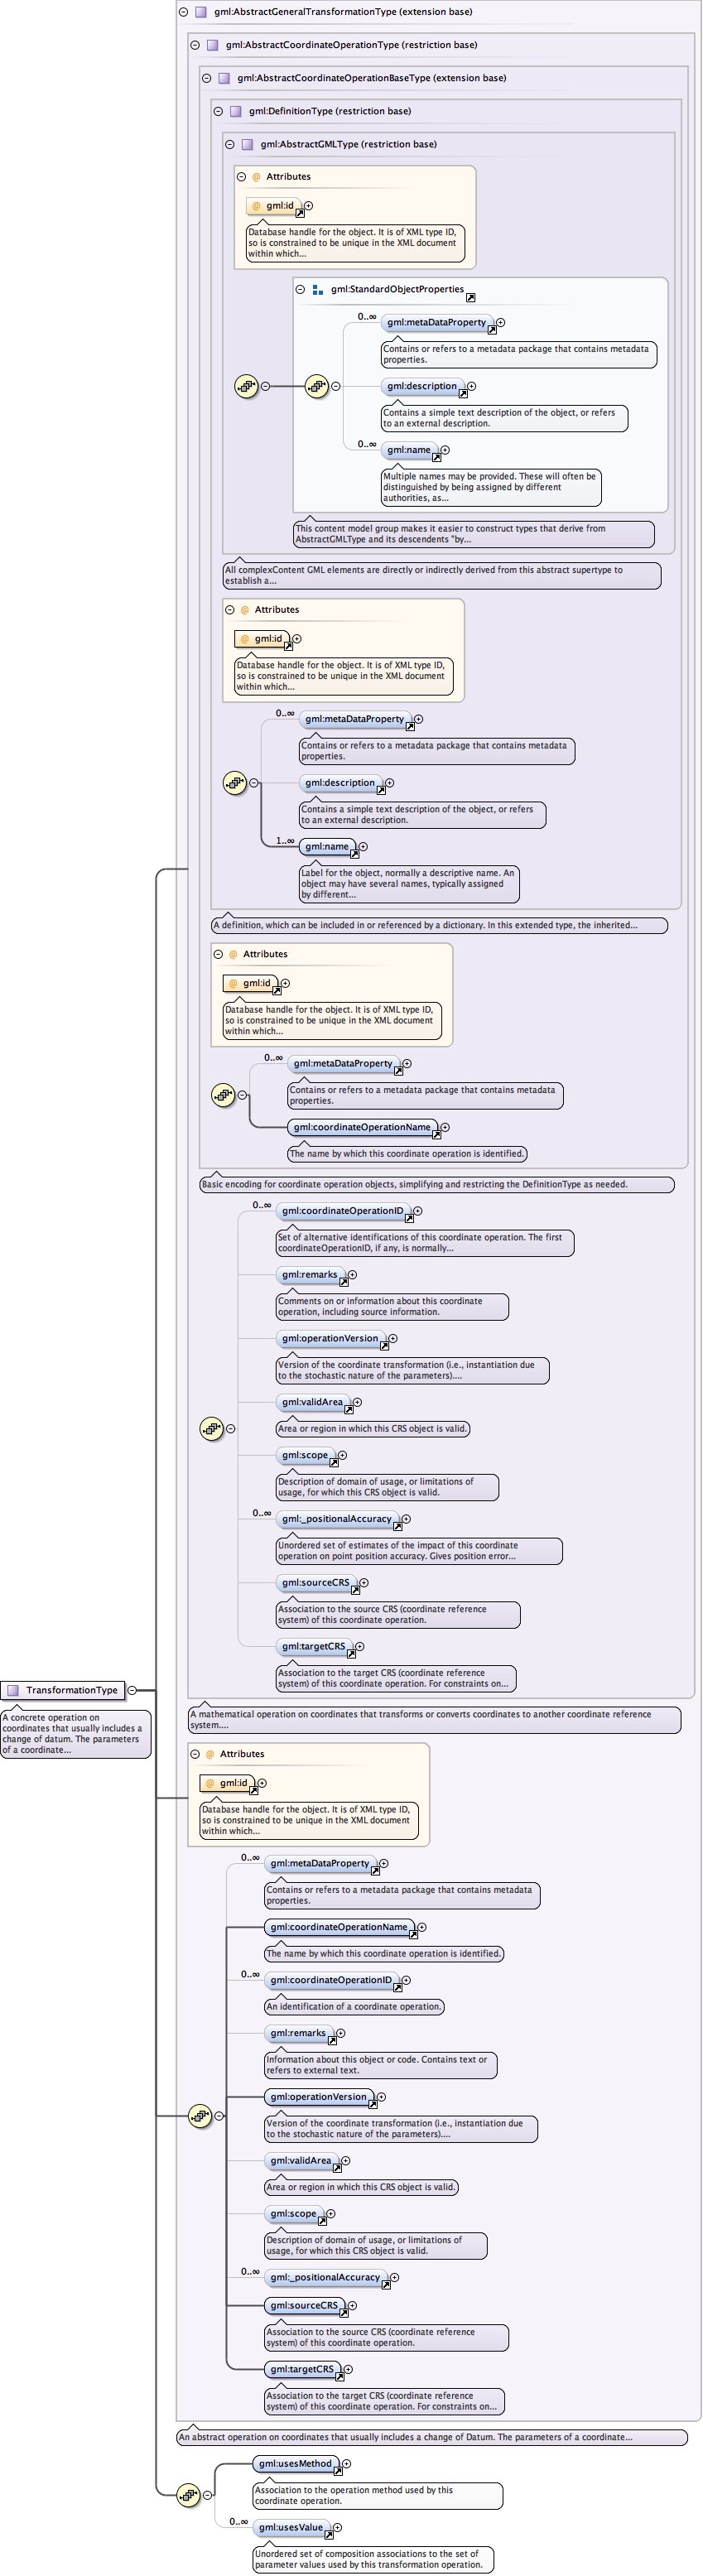 gml:AbstractGeneralTransformationType (extension base)
gml:AbstractCoordinateOperationType (restriction base)
gml:AbstractCoordinateOperationBaseType (extension base)
gml:DefinitionType (restriction base)
gml:AbstractGMLType (restriction base)
@ Attributes
@ gml:id
Database handle for the object. It is of XML type ID,
so is constrained to be unique in the XML document
within which...
gml:StandardObjectProperties
0..∞
gml:metaDataProperty
Contains or refers to a metadata package that contains metadata
properties.
gml:description
Contains a simple text description of the object, or refers
to an external description.
0..∞
gml:name
Multiple names may be provided. These will often be
distinguished by being assigned by different
authorities, as...
This content model group makes it easier to construct types that derive from
AbstractGMLType and its descendents "by...
All complexContent GML elements are directly or indirectly derived from this abstract supertype to
establish a...
@ Attributes
@ gml:id
Database handle for the object. It is of XML type ID,
so is constrained to be unique in the XML document
within which...
0..∞
gml:metaDataProperty
Contains or refers to a metadata package that contains metadata
properties.
gml:description
Contains a simple text description of the object, or refers
to an external description.
1..∞
gml:name
Label for the object, normally a descriptive name. An
object may have several names, typically assigned
by different...
A definition, which can be included in or referenced by a dictionary. In this extended type, the inherited...
@ Attributes
@ gml:id
Database handle for the object. It is of XML type ID,
so is constrained to be unique in the XML document
within which...
0..∞
gml:metaDataProperty
Contains or refers to a metadata package that contains metadata
properties.
gml:coordinateOperationName
The name by which this coordinate operation is identified.
Basic encoding for coordinate operation objects, simplifying and restricting the DefinitionType as needed.
0..∞
gml:coordinateOperationID
Set of alternative identifications of this coordinate operation. The first
coordinateOperationID, if any, is normally...
gml:remarks
Comments on or information about this coordinate
operation, including source information.
gml:operationVersion
Version of the coordinate transformation (i.e., instantiation due
to the stochastic nature of the parameters)....
gml:validArea
Area or region in which this CRS object is valid.
gml:scope
Description of domain of usage, or limitations of
usage, for which this CRS object is valid.
0..∞
gml:_positionalAccuracy
Unordered set of estimates of the impact of this coordinate
operation on point position accuracy. Gives position error...
gml:sourceCRS
Association to the source CRS (coordinate reference
system) of this coordinate operation.
gml:targetCRS
Association to the target CRS (coordinate reference
system) of this coordinate operation. For constraints on...
TransformationType
A concrete operation on
coordinates that usually includes a
change of datum. The parameters
of a coordinate...
A mathematical operation on coordinates that transforms or converts coordinates to another coordinate reference
system....
@ Attributes
@ gml:id
Database handle for the object. It is of XML type ID,
so is constrained to be unique in the XML document
within which...
0..∞
gml:metaDataProperty
Contains or refers to a metadata package that contains metadata
properties.
gml:coordinateOperationName
The name by which this coordinate operation is identified.
0..∞
gml:coordinateOperationID
An identification of a coordinate operation.
gml:remarks
Information about this object or code. Contains text or
refers to external text.
gml:operationVersion
Version of the coordinate transformation (i.e., instantiation due
to the stochastic nature of the parameters)....
gml:validArea
Area or region in which this CRS object is valid.
gml:scope
Description of domain of usage, or limitations of
usage, for which this CRS object is valid.
0..∞
gml:_positionalAccuracy
gml:sourceCRS
Association to the source CRS (coordinate reference
system) of this coordinate operation.
gml:targetCRS
Association to the target CRS (coordinate reference
system) of this coordinate operation. For constraints on...
An abstract operation on coordinates that usually includes a change of Datum. The parameters of a coordinate...
gml:usesMethod
Association to the operation method used by this
coordinate operation.
0..∞
gml:usesValue
Unordered set of composition associations to the set of
parameter values used by this transformation operation.